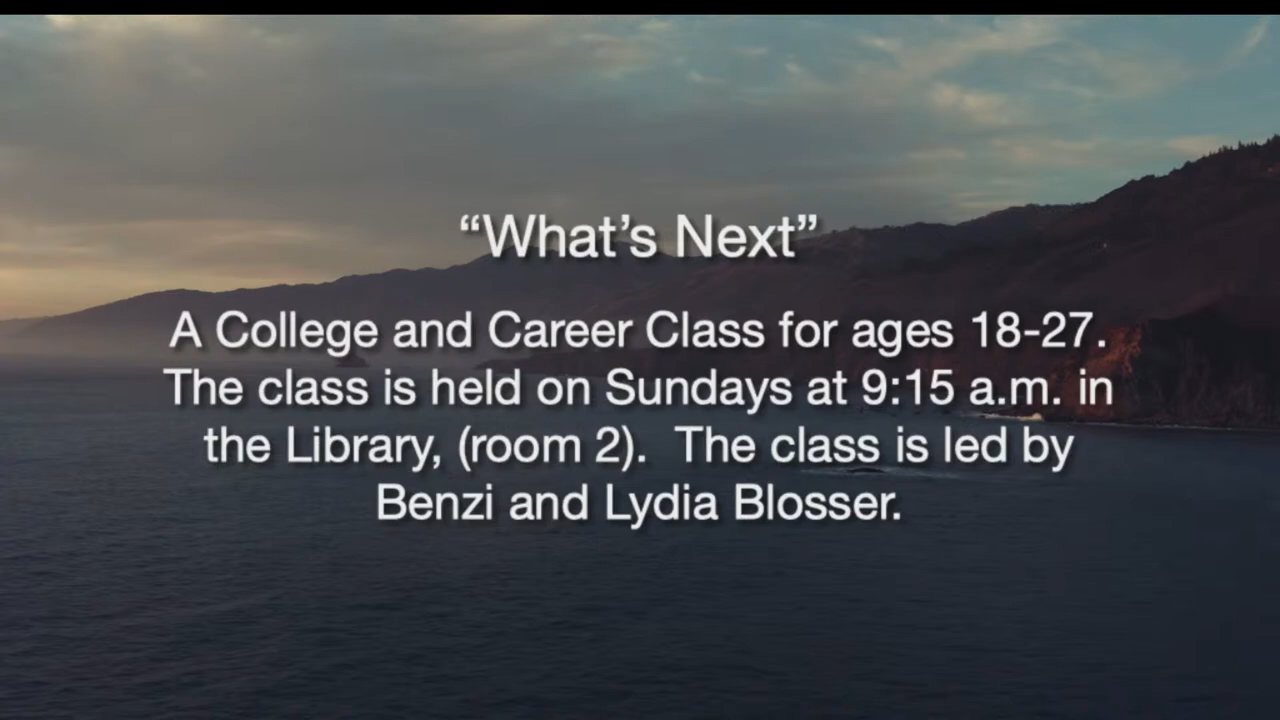 “What’s Next”
A College and Career Class for ages 18-27.
The class is held on Sundays at 9:15 a.m. in
the Library, (room 2).  The class is led by
Benzi and Lydia Blosser.